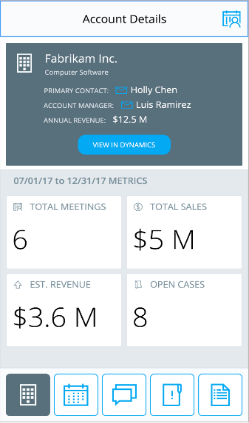 Account Details
Fabrikam Inc.
Computer Software
PRIMARY CONTACT: Holly Chen
ACCOUNT MANAGER: Luis Ramirez
ANNUAL REVENUE: $12.5 M
VIEW IN DYNAMICS
07/01/17 to 12/31/17 METRICS
TOTAL MEETINGS
6
TOTAL SALES
$5 M
EST. REVENUE
$3.6 M
OPEN CASES
8